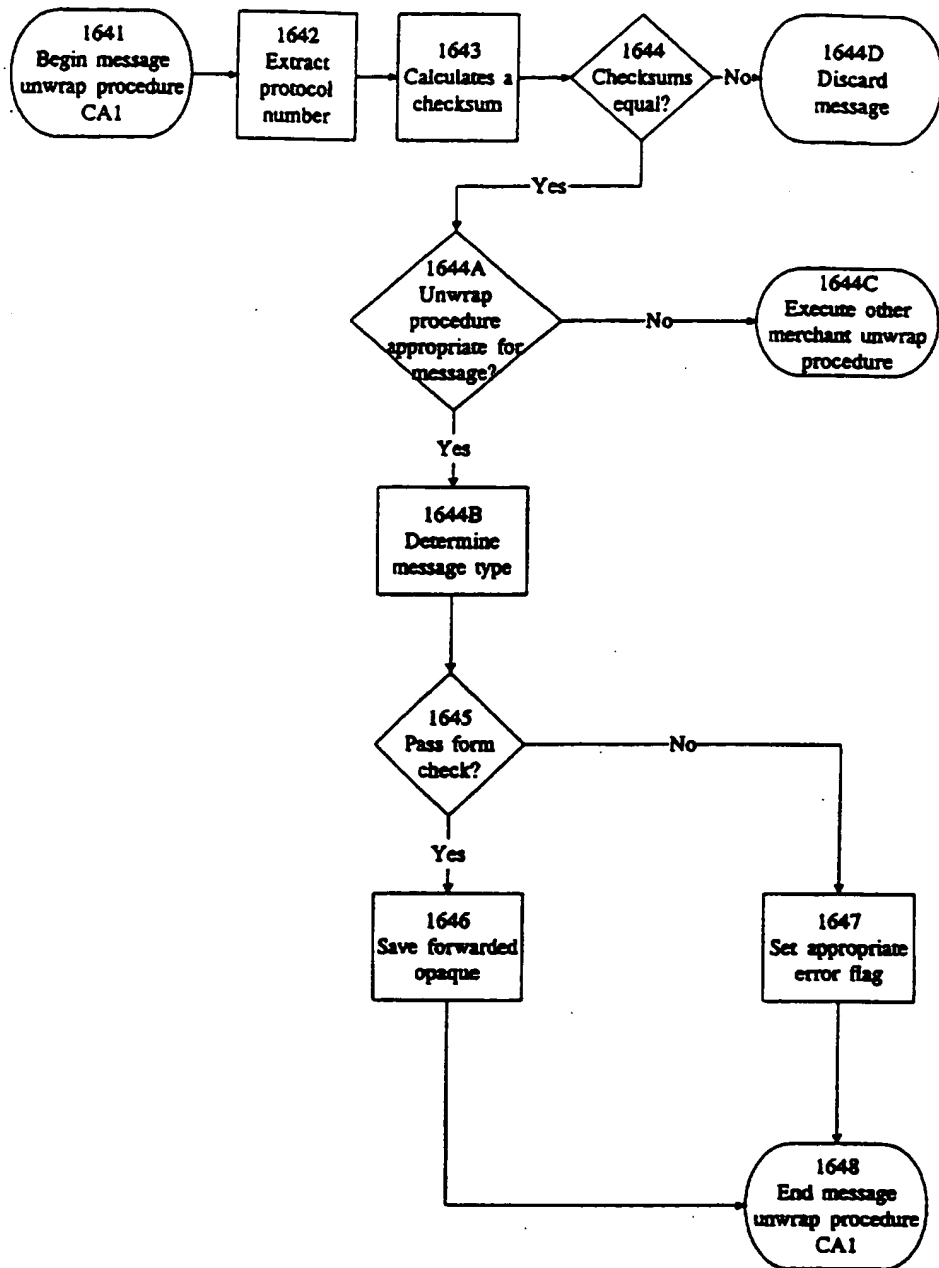 1641
Begin message
unwrap procedure
CA1
1642
Extract
protocol
number
1643
Calculates a
checksum
1644
Checksums
equal?
No
1644D
Discard
message
Yes
1644A
Unwrap
procedure
appropriate for
message?
No
1644C
Execute other
merchant unwrap
procedure
Yes
1644B
Determine
message type
1645
Pass form
check?
No
Yes
1646
Save forwarded
opaque
1647
Set appropriate
error flag
1648
End message
unwrap procedure
CA1